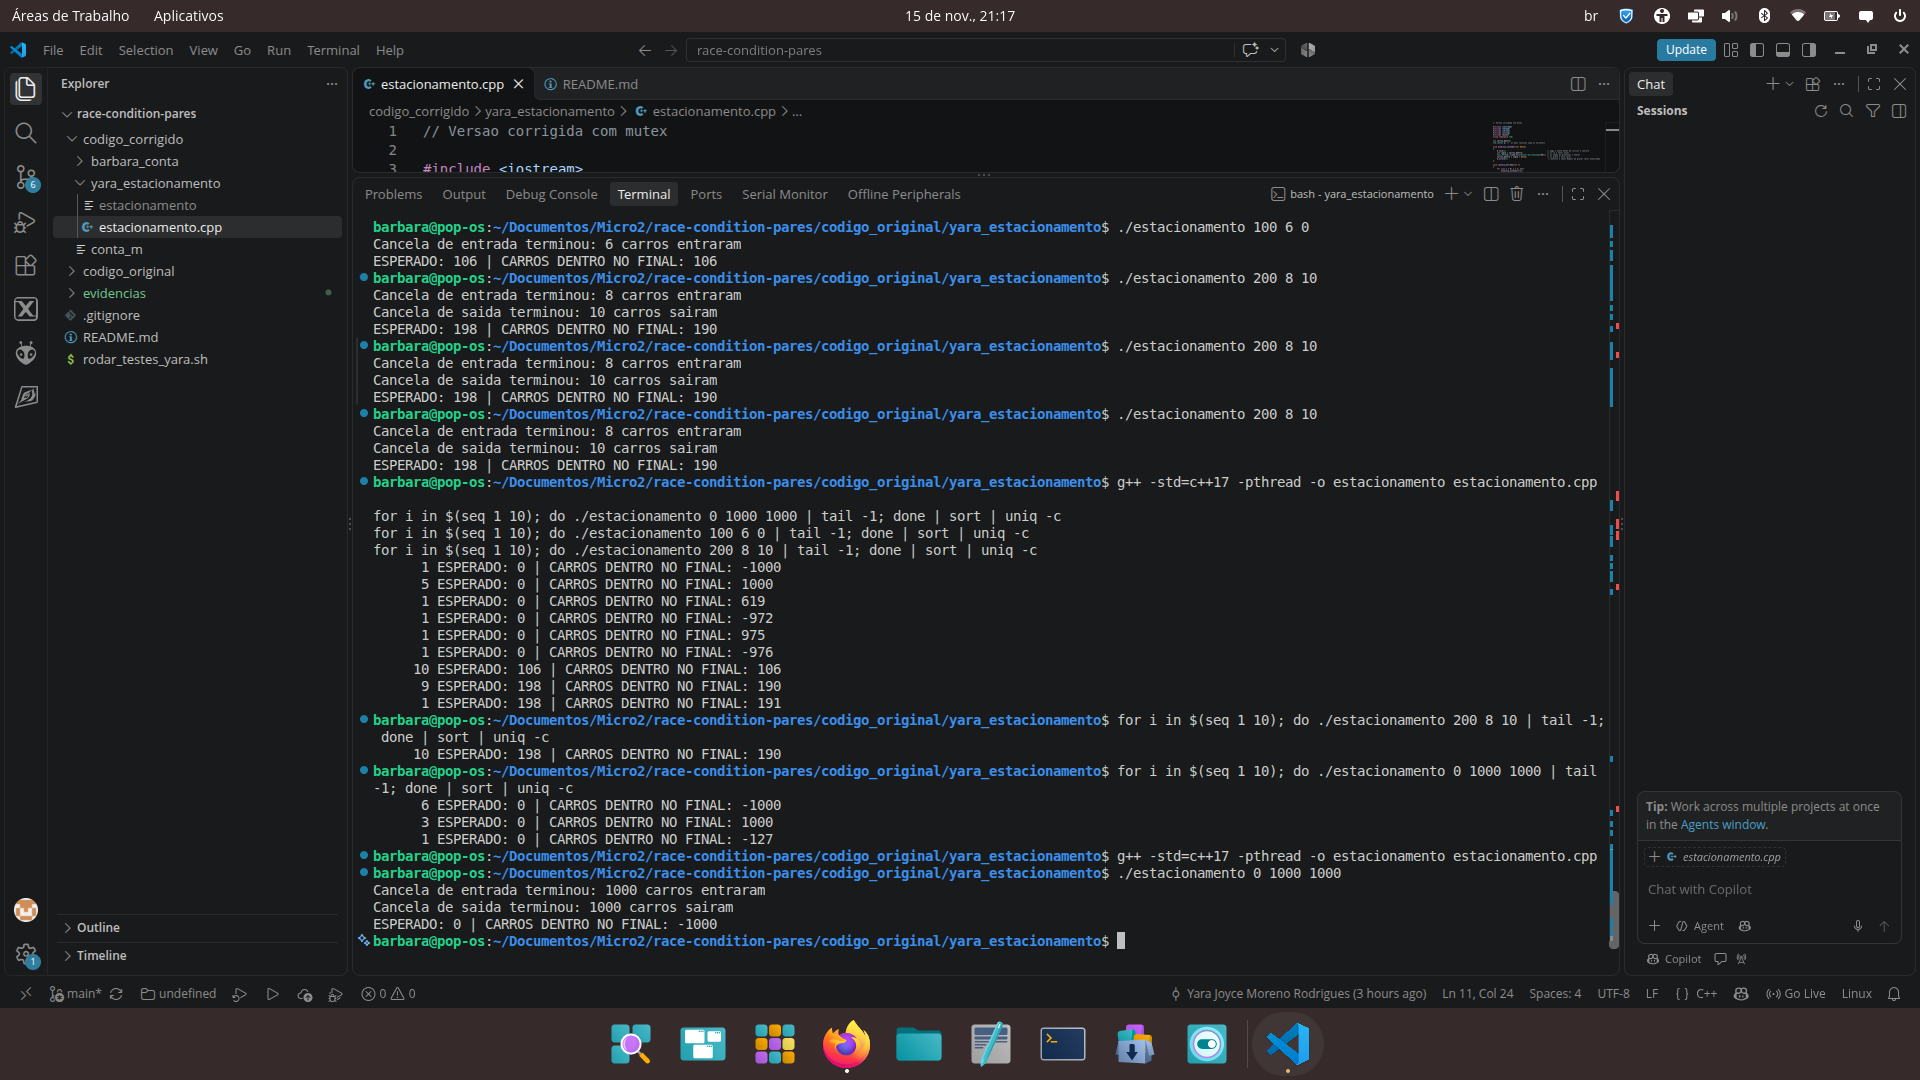 Áreas de Trabalho
Aplicativos
15 de nov., 21:17
br
File
Edit
Selection
View
Go
Run
Terminal
Help
race-condition-pares
Update
Explorer
race-condition-pares
codigo_corrigido
barbara_conta
yara_estacionamento
estacionamento
estacionamento.cpp
conta_m
codigo_original
evidencias
.gitignore
README.md
rodar_testes_yara.sh
Outline
Timeline
6
1
estacionamento.cpp
README.md
codigo_corrigido > yara_estacionamento > estacionamento.cpp > ...
1 // Versao corrigida com mutex
2
3 #include <iostream>
Problems
Output
Debug Console
Terminal
Ports
Serial Monitor
Offline Peripherals
bash - yara_estacionamento
barbara@pop-os:~/Documentos/Micro2/race-condition-pares/codigo_original/yara_estacionamento$ ./estacionamento 100 6 0
Cancela de entrada terminou: 6 carros entraram
ESPERADO: 106 | CARROS DENTRO NO FINAL: 106
barbara@pop-os:~/Documentos/Micro2/race-condition-pares/codigo_original/yara_estacionamento$ ./estacionamento 200 8 10
Cancela de entrada terminou: 8 carros entraram
Cancela de saida terminou: 10 carros sairam
ESPERADO: 198 | CARROS DENTRO NO FINAL: 190
barbara@pop-os:~/Documentos/Micro2/race-condition-pares/codigo_original/yara_estacionamento$ ./estacionamento 200 8 10
Cancela de entrada terminou: 8 carros entraram
Cancela de saida terminou: 10 carros sairam
ESPERADO: 198 | CARROS DENTRO NO FINAL: 190
barbara@pop-os:~/Documentos/Micro2/race-condition-pares/codigo_original/yara_estacionamento$ ./estacionamento 200 8 10
Cancela de entrada terminou: 8 carros entraram
Cancela de saida terminou: 10 carros sairam
ESPERADO: 198 | CARROS DENTRO NO FINAL: 190
barbara@pop-os:~/Documentos/Micro2/race-condition-pares/codigo_original/yara_estacionamento$ g++ -std=c++17 -pthread -o estacionamento estacionamento.cpp
for i in $(seq 1 10); do ./estacionamento 0 1000 1000 | tail -1; done | sort | uniq -c
for i in $(seq 1 10); do ./estacionamento 100 6 0 | tail -1; done | sort | uniq -c
for i in $(seq 1 10); do ./estacionamento 200 8 10 | tail -1; done | sort | uniq -c
1 ESPERADO: 0 | CARROS DENTRO NO FINAL: -1000
5 ESPERADO: 0 | CARROS DENTRO NO FINAL: 1000
1 ESPERADO: 0 | CARROS DENTRO NO FINAL: 619
1 ESPERADO: 0 | CARROS DENTRO NO FINAL: -972
1 ESPERADO: 0 | CARROS DENTRO NO FINAL: 975
1 ESPERADO: 0 | CARROS DENTRO NO FINAL: -976
10 ESPERADO: 106 | CARROS DENTRO NO FINAL: 106
9 ESPERADO: 198 | CARROS DENTRO NO FINAL: 190
1 ESPERADO: 198 | CARROS DENTRO NO FINAL: 191
barbara@pop-os:~/Documentos/Micro2/race-condition-pares/codigo_original/yara_estacionamento$ for i in $(seq 1 10); do ./estacionamento 200 8 10 | tail -1;
done | sort | uniq -c
10 ESPERADO: 198 | CARROS DENTRO NO FINAL: 190
barbara@pop-os:~/Documentos/Micro2/race-condition-pares/codigo_original/yara_estacionamento$ for i in $(seq 1 10); do ./estacionamento 0 1000 1000 | tail
-1; done | sort | uniq -c
6 ESPERADO: 0 | CARROS DENTRO NO FINAL: -1000
3 ESPERADO: 0 | CARROS DENTRO NO FINAL: 1000
1 ESPERADO: 0 | CARROS DENTRO NO FINAL: -127
barbara@pop-os:~/Documentos/Micro2/race-condition-pares/codigo_original/yara_estacionamento$ g++ -std=c++17 -pthread -o estacionamento estacionamento.cpp
barbara@pop-os:~/Documentos/Micro2/race-condition-pares/codigo_original/yara_estacionamento$ ./estacionamento 0 1000 1000
Cancela de entrada terminou: 1000 carros entraram
Cancela de saida terminou: 1000 carros sairam
ESPERADO: 0 | CARROS DENTRO NO FINAL: -1000
barbara@pop-os:~/Documentos/Micro2/race-condition-pares/codigo_original/yara_estacionamento$
Chat
Sessions
Tip: Work across multiple projects at once
in the Agents window.
estacionamento.cpp
Chat with Copilot
Agent
Copilot
main*
undefined
0
0
Yara Joyce Moreno Rodrigues (3 hours ago)
Ln 11, Col 24
Spaces: 4
UTF-8
LF
{ } C++
Go Live
Linux